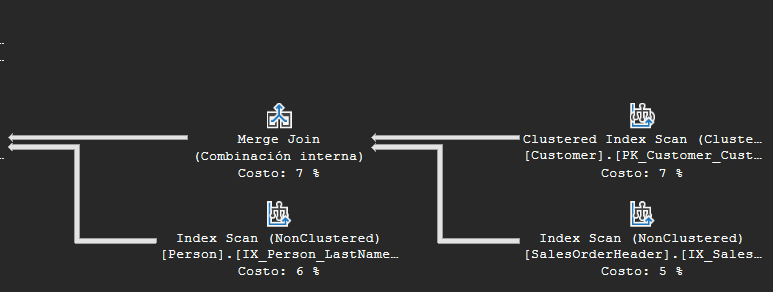 Merge Join
(Combinación interna)
Costo: 7 %
Clustered Index Scan (Cluste…
[Customer].[PK_Customer_Cust…
Costo: 7 %
Index Scan (NonClustered)
[Person].[IX_Person_LastName…
Costo: 6 %
Index Scan (NonClustered)
[SalesOrderHeader].[IX_Sales…
Costo: 5 %